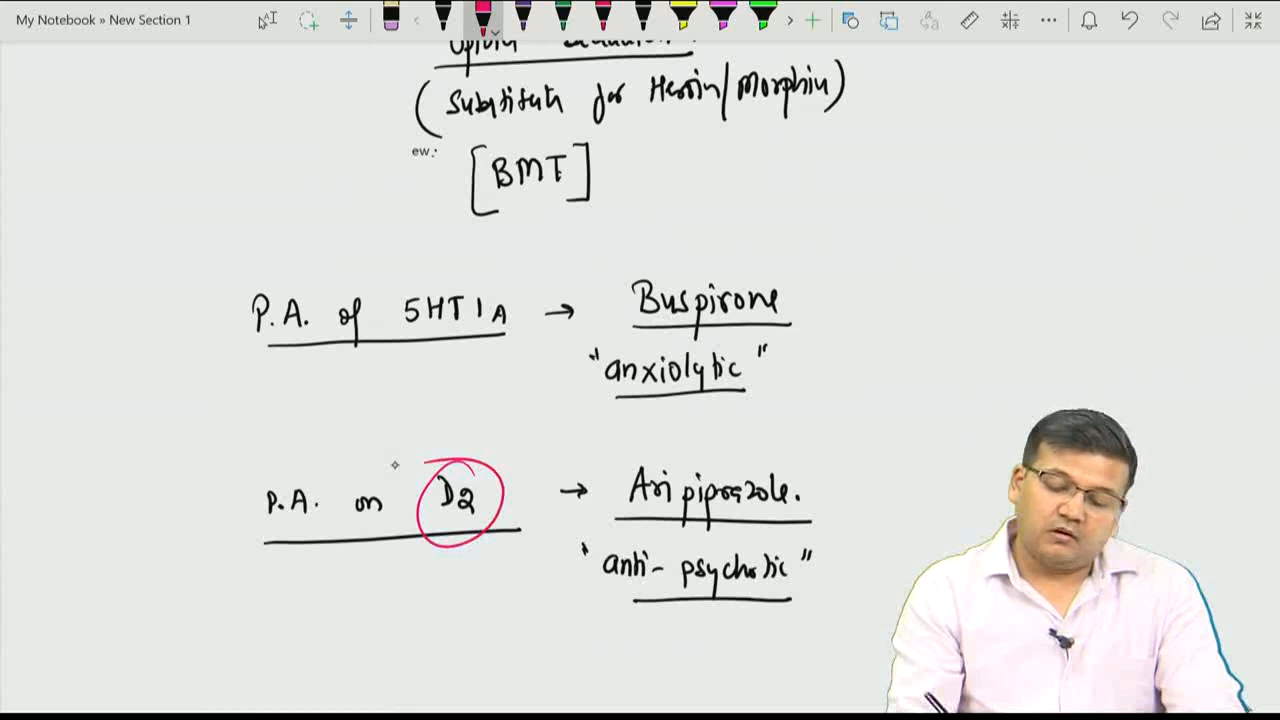 My Notebook » New Section 1
(Substitute for Heroin/Morphin)
ew:
[BMT]
P.A. of 5HT1A → Buspirone
"anxiolytic"
P.A. on D2 → Aripiprazole.
"anti-psychotic"